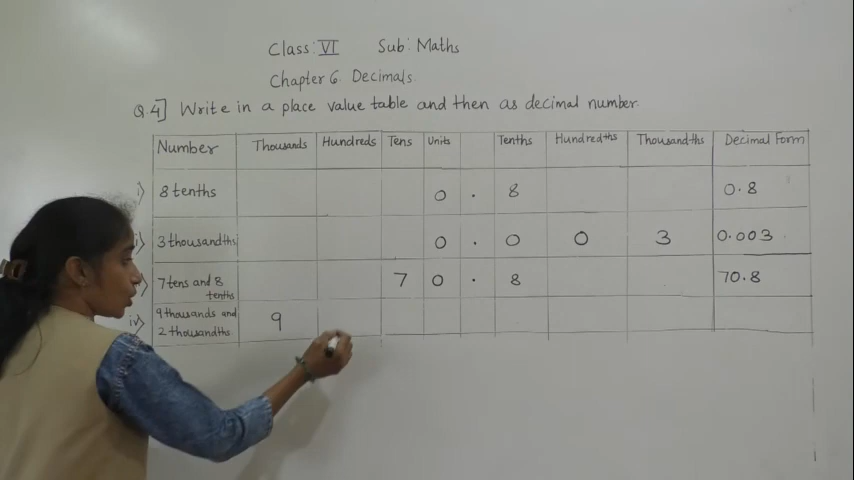 Class: VI Sub: Maths
Chapter 6 Decimals.
Q.4] Write in a place value table and then as decimal number.
Number Thousands Hundreds Tens Units Tenths Hundredths Thousandths Decimal Form
i) 8 tenths 0 . 8 0.8
) 3 thousandths 0 . 0 0 3 0.003
) 7 tens and 8 tenths 7 0 . 8 70.8
iv) 9 thousands and 2 thousandths 9